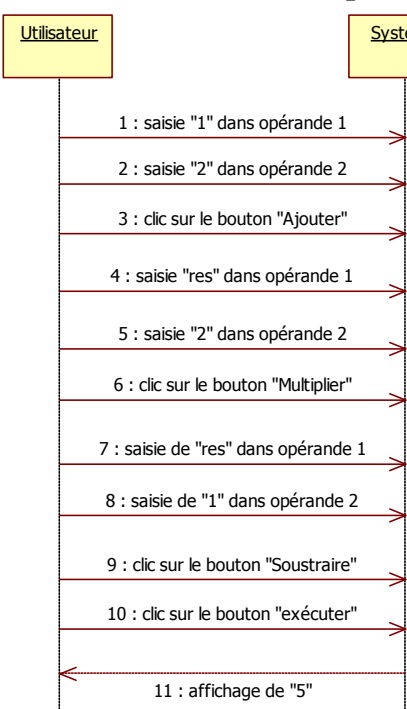 Utilisateur
1 : saisie "1" dans opérande 1
2 : saisie "2" dans opérande 2
3 : clic sur le bouton "Ajouter"
4 : saisie "res" dans opérande 1
5 : saisie "2" dans opérande 2
6 : clic sur le bouton "Multiplier"
7 : saisie de "res" dans opérande 1
8 : saisie de "1" dans opérande 2
9 : clic sur le bouton "Soustraire"
10 : clic sur le bouton "exécuter"
11 : affichage de "5"